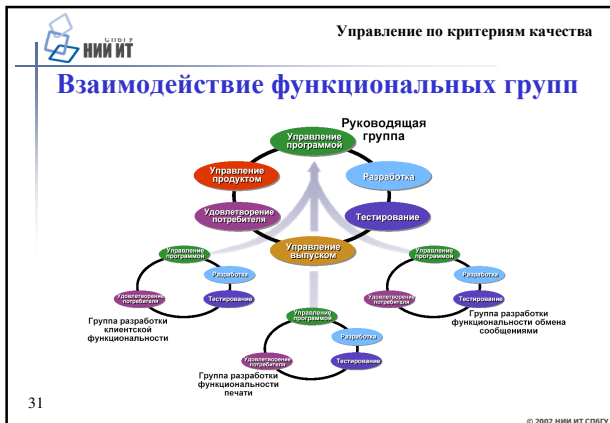 Управление по критериям качества
СПбГУ
НИИ ИТ
Взаимодействие функциональных групп
Руководящая
группа
Управление
программой
Управление
продуктом
Разработка
Удовлетворение
потребителя
Тестирование
Управление
выпуском
Управление
программой
Разработка
Удовлетворение
потребителя
Тестирование
Группа разработки
клиентской
функциональности
Управление
программой
Разработка
Удовлетворение
потребителя
Тестирование
Группа разработки
функциональности
печати
Управление
программой
Разработка
Удовлетворение
потребителя
Тестирование
Группа разработки
функциональности обмена
сообщениями
31
© 2002 НИИ ИТ СПбГУ